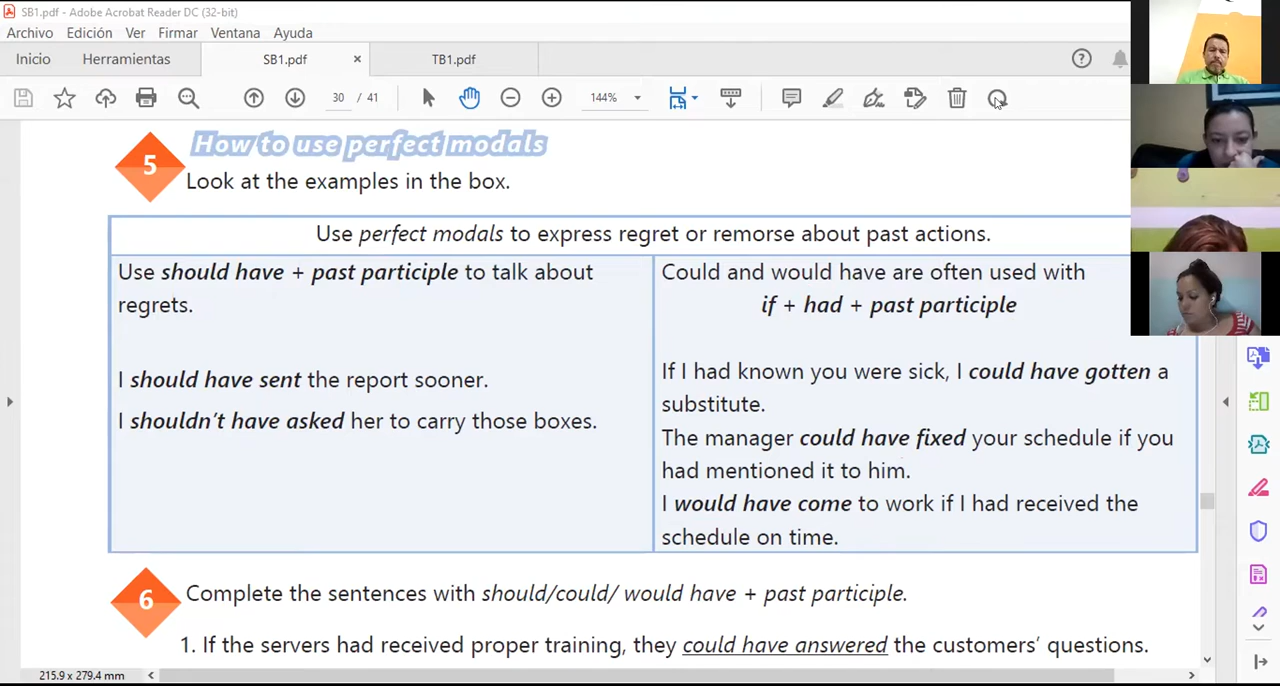 SB1.pdf - Adobe Acrobat Reader DC (32-bit)
Archivo Edición Ver Firmar Ventana Ayuda
Inicio Herramientas SB1.pdf × TB1.pdf
30 / 41 144%
5 How to use perfect modals
Look at the examples in the box.
Use perfect modals to express regret or remorse about past actions.
Use should have + past participle to talk about
regrets.
I should have sent the report sooner.
I shouldn't have asked her to carry those boxes.
Could and would have are often used with
if + had + past participle
If I had known you were sick, I could have gotten a
substitute.
The manager could have fixed your schedule if you
had mentioned it to him.
I would have come to work if I had received the
schedule on time.
6 Complete the sentences with should/could/ would have + past participle.
1. If the servers had received proper training, they could have answered the customers' questions.
215.9 x 279.4 mm